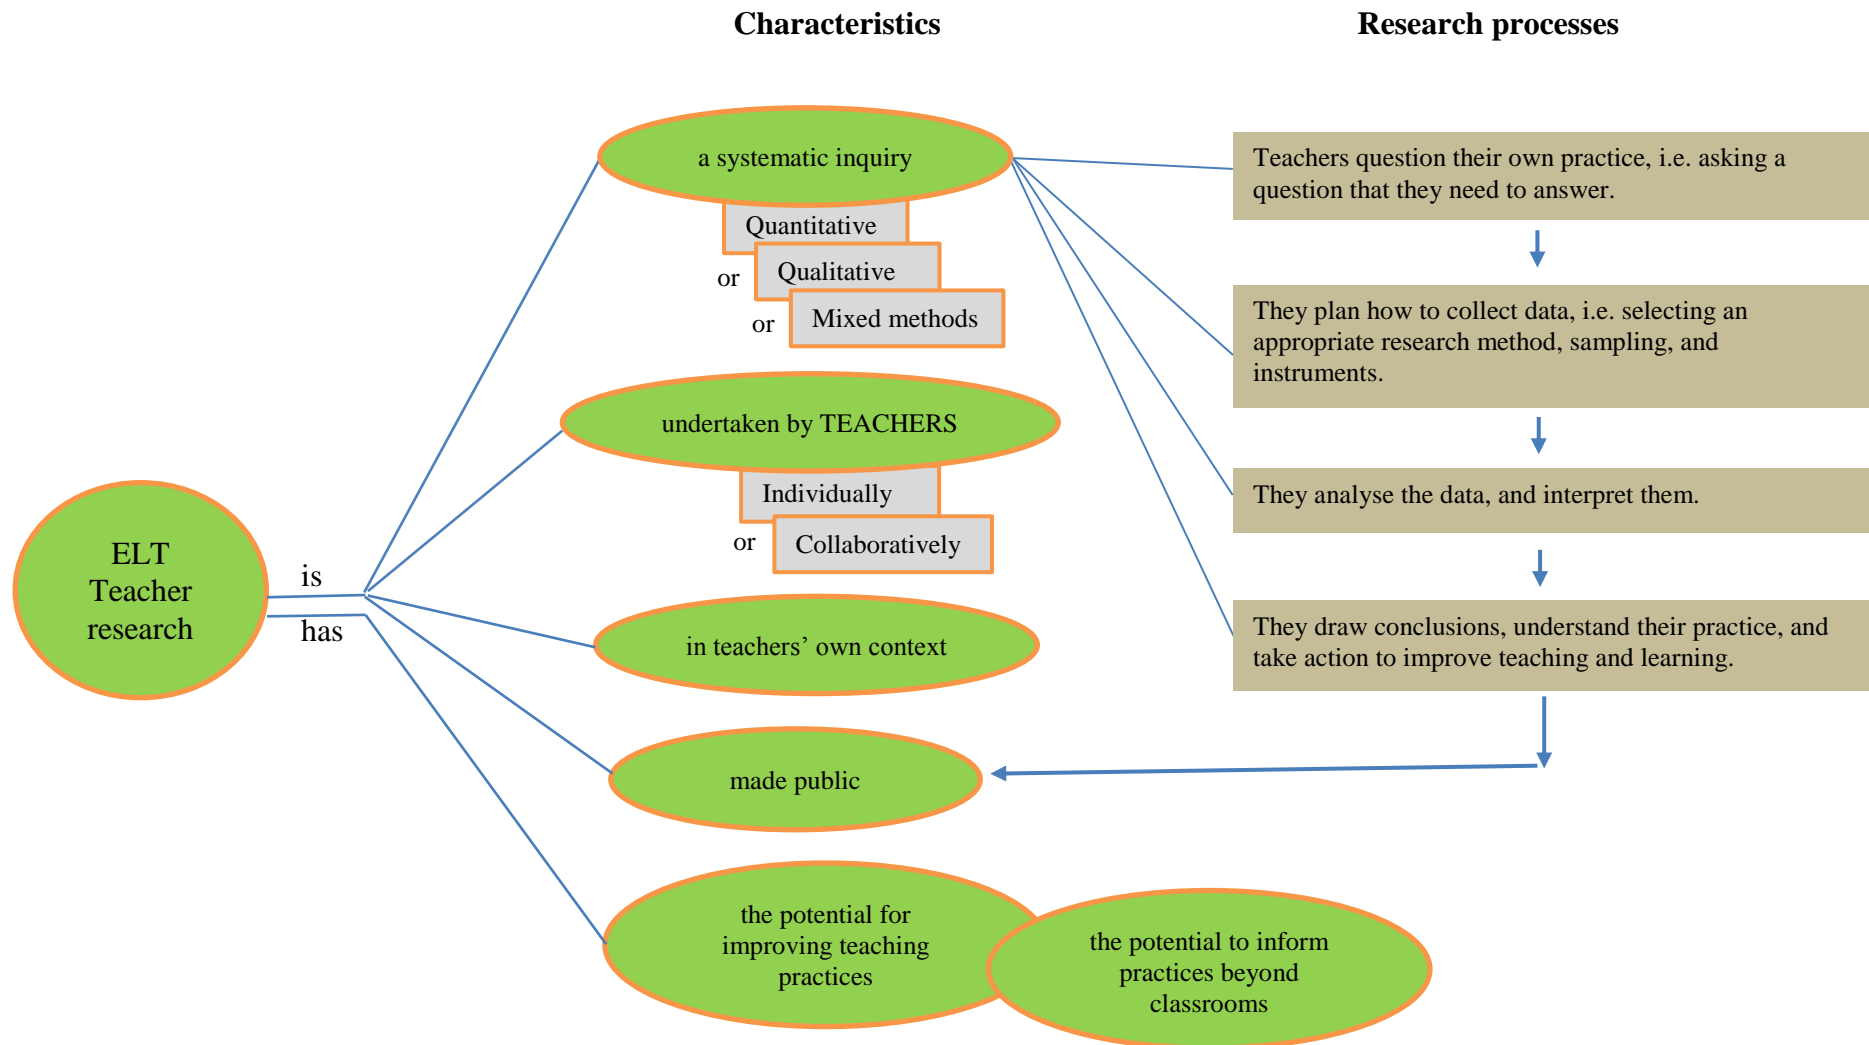 Characteristics
Research processes
ELT
Teacher
research
is
has
a systematic inquiry
Quantitative
or
Qualitative
or
Mixed methods
undertaken by TEACHERS
Individually
or
Collaboratively
in teachers’ own context
made public
the potential for
improving teaching
practices
the potential to inform
practices beyond
classrooms
Teachers question their own practice, i.e. asking a
question that they need to answer.
They plan how to collect data, i.e. selecting an
appropriate research method, sampling, and
instruments.
They analyse the data, and interpret them.
They draw conclusions, understand their practice, and
take action to improve teaching and learning.